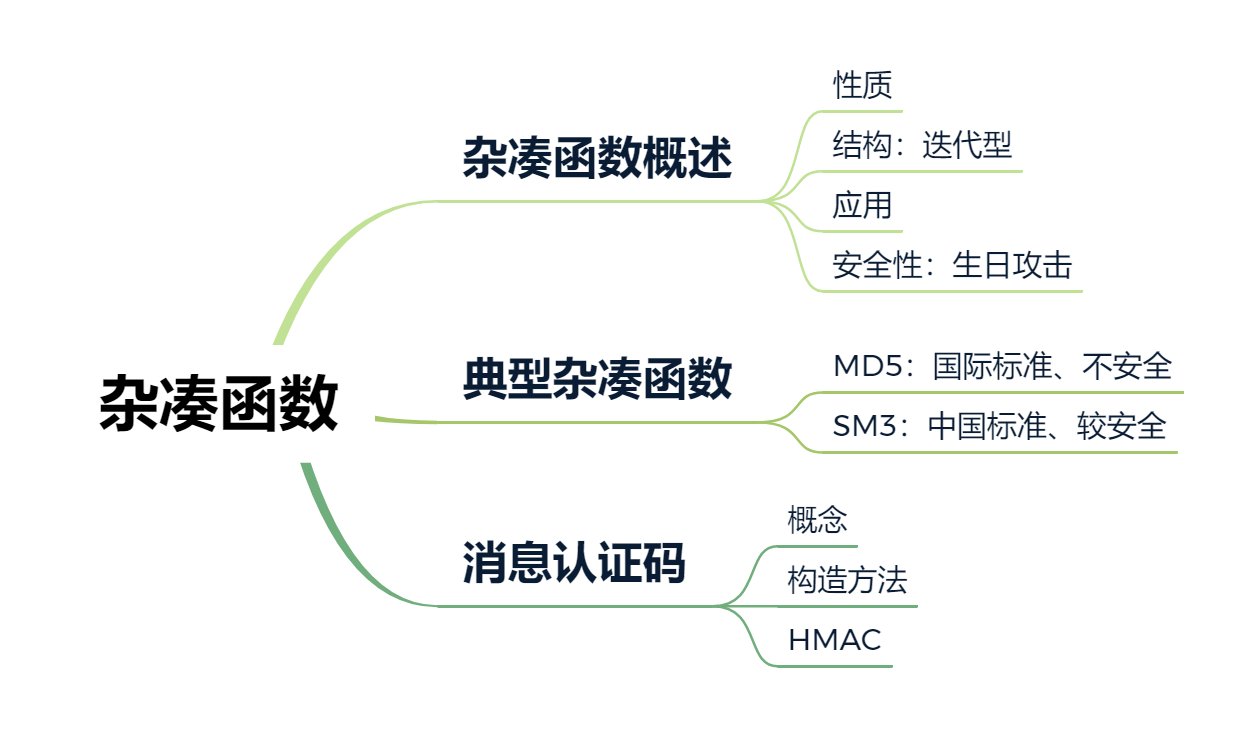 杂凑函数
杂凑函数概述
性质
结构：迭代型
应用
安全性：生日攻击
典型杂凑函数
MD5：国际标准、不安全
SM3：中国标准、较安全
消息认证码
概念
构造方法
HMAC